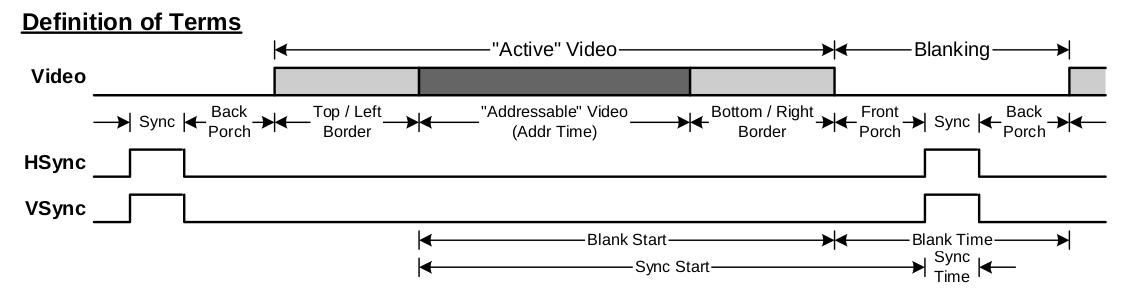 Definition of Terms
"Active" Video
Blanking
Video
Sync
Back
Porch
Top / Left
Border
"Addressable" Video
(Addr Time)
Bottom / Right
Border
Front
Porch
Sync
Back
Porch
HSync
VSync
Blank Start
Blank Time
Sync Start
Sync
Time